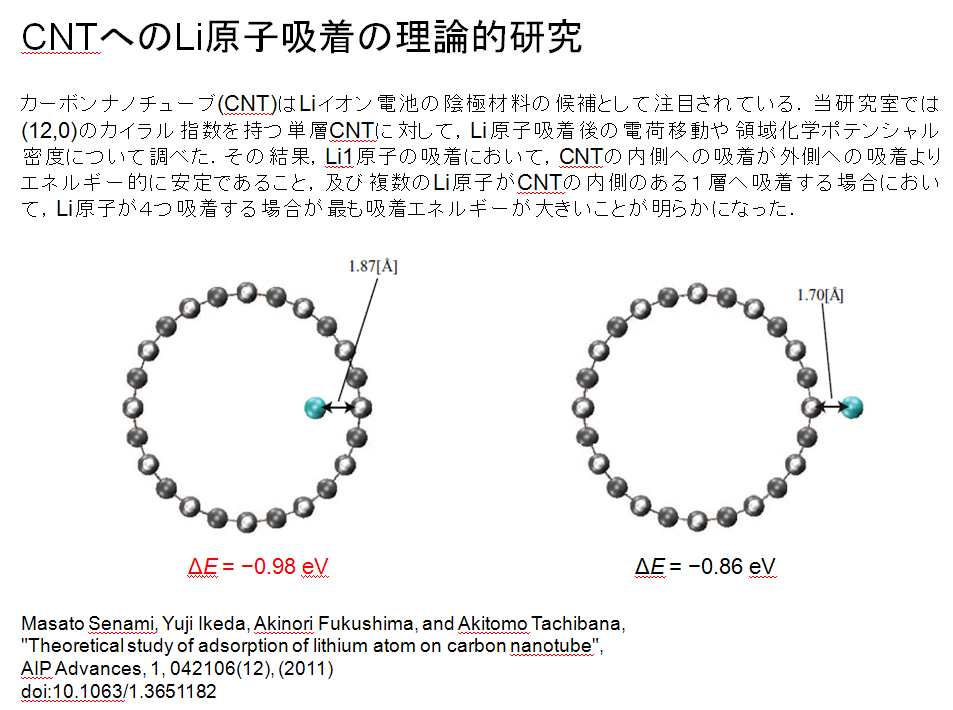 CNTへのLi原子吸着の理論的研究
カーボンナノチューブ(CNT)はLiイオン電池の陰極材料の候補として注目されている．当研究室では
(12,0)のカイラル指数を持つ単層CNTに対して，Li原子吸着後の電荷移動や領域化学ポテンシャル
密度について調べた．その結果，Li1原子の吸着において，CNTの内側への吸着が外側への吸着より
エネルギー的に安定であること，及び複数のLi原子がCNTの内側のある１層へ吸着する場合におい
て，Li原子が４つ吸着する場合が最も吸着エネルギーが大きいことが明らかになった．
1.87[Å]
1.70[Å]
ΔE = −0.98 eV
ΔE = −0.86 eV
Masato Senami, Yuji Ikeda, Akinori Fukushima, and Akitomo Tachibana,
"Theoretical study of adsorption of lithium atom on carbon nanotube",
AIP Advances, 1, 042106(12), (2011)
doi:10.1063/1.3651182